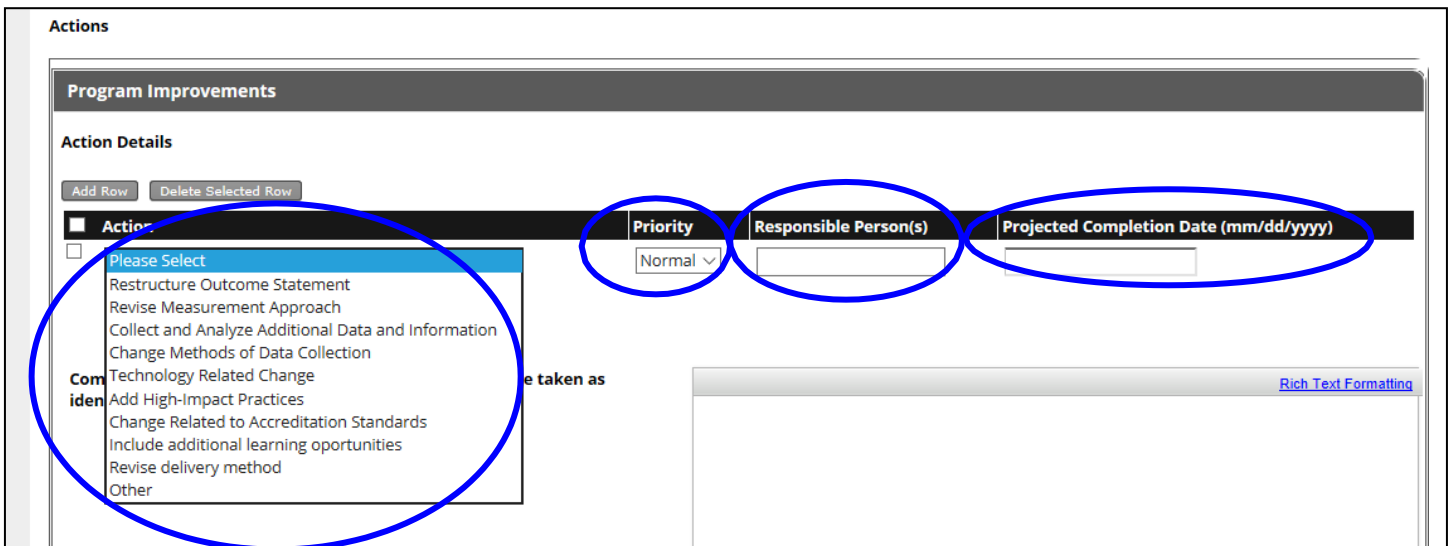 Actions
Program Improvements
Action Details
Add Row Delete Selected Row
Action Priority Responsible Person(s) Projected Completion Date (mm/dd/yyyy)
Please Select Normal
Restructure Outcome Statement
Revise Measurement Approach
Collect and Analyze Additional Data and Information
Change Methods of Data Collection
Technology Related Change
Add High-Impact Practices
Change Related to Accreditation Standards
Include additional learning oportunities
Revise delivery method
Other
e taken as
Rich Text Formatting